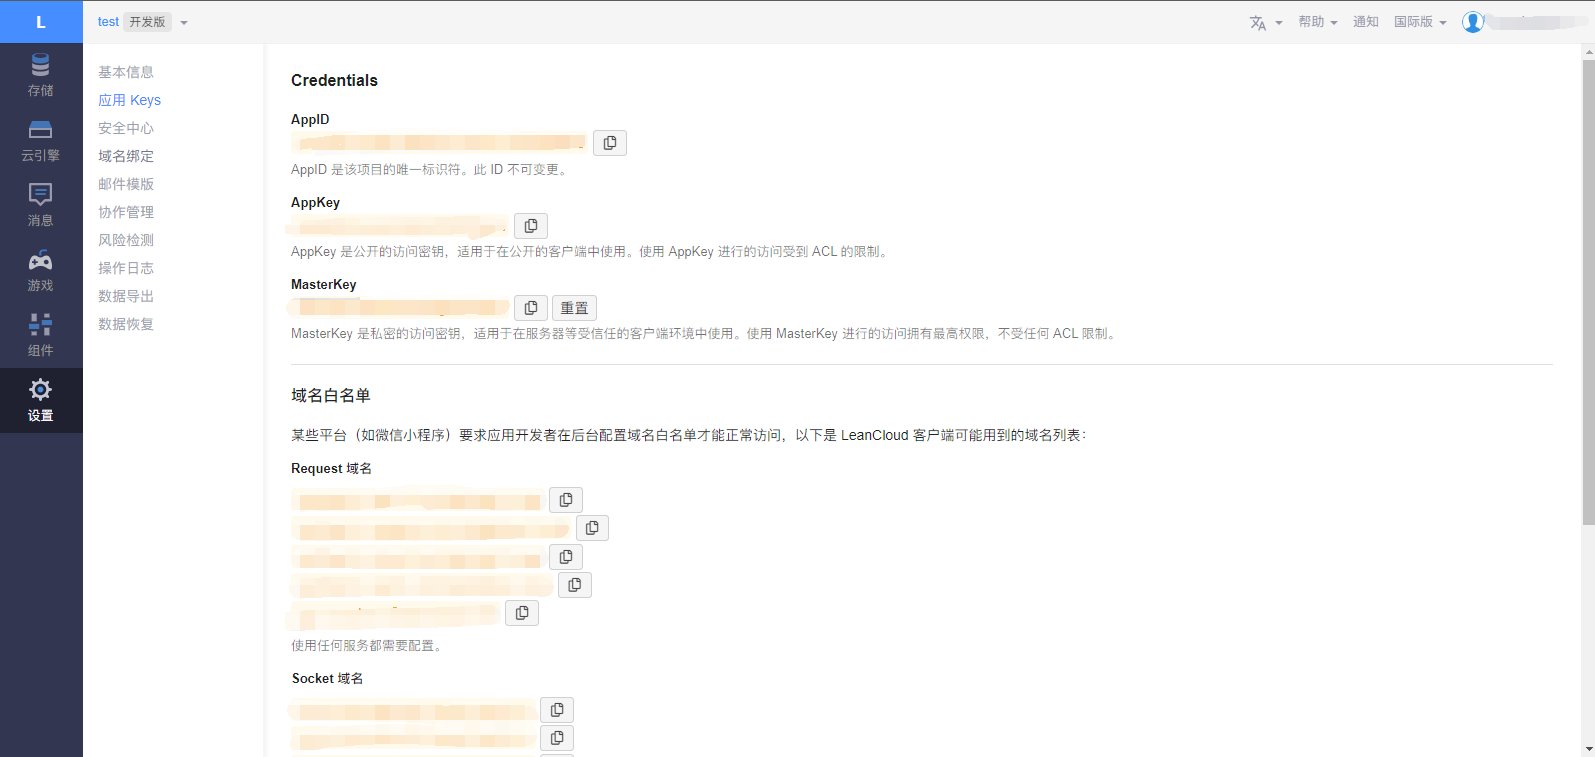 L
test 开发版
帮助
通知
国际版
存储
云引擎
消息
游戏
组件
设置
基本信息
应用 Keys
安全中心
域名绑定
邮件模版
协作管理
风险检测
操作日志
数据导出
数据恢复
Credentials
AppID
AppID 是该项目的唯一标识符。此 ID 不可变更。
AppKey
AppKey 是公开的访问密钥，适用于在公开的客户端中使用。使用 AppKey 进行的访问受到 ACL 的限制。
MasterKey
重置
MasterKey 是私密的访问密钥，适用于在服务器等受信任的客户端环境中使用。使用 MasterKey 进行的访问拥有最高权限，不受任何 ACL 限制。
域名白名单
某些平台（如微信小程序）要求应用开发者在后台配置域名白名单才能正常访问，以下是 LeanCloud 客户端可能用到的域名列表：
Request 域名
使用任何服务都需要配置。
Socket 域名